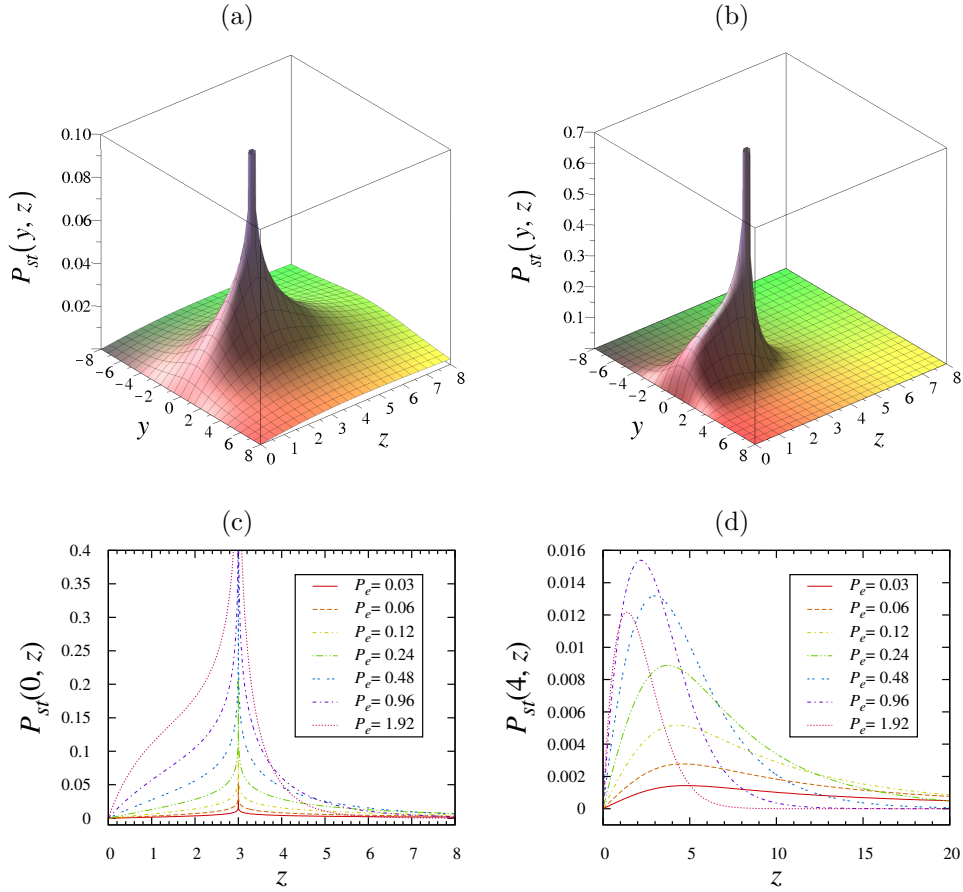 (a)
0.10
0.08
0.06
0.04
0.02
P_st(y, z)
−8
−6
−4
−2
0
2
4
6
8
y
0
1
2
3
4
5
6
7
8
z
(b)
0.7
0.6
0.5
0.4
0.3
0.2
0.1
P_st(y, z)
−8
−6
−4
−2
0
2
4
6
8
y
0
1
2
3
4
5
6
7
8
z
(c)
0.4
0.35
0.3
0.25
0.2
0.15
0.1
0.05
0
P_st(0, z)
P_e= 0.03
P_e= 0.06
P_e= 0.12
P_e= 0.24
P_e= 0.48
P_e= 0.96
P_e= 1.92
0 1 2 3 4 5 6 7 8
z
(d)
0.016
0.014
0.012
0.01
0.008
0.006
0.004
0.002
0
P_st(4, z)
P_e= 0.03
P_e= 0.06
P_e= 0.12
P_e= 0.24
P_e= 0.48
P_e= 0.96
P_e= 1.92
0 5 10 15 20
z